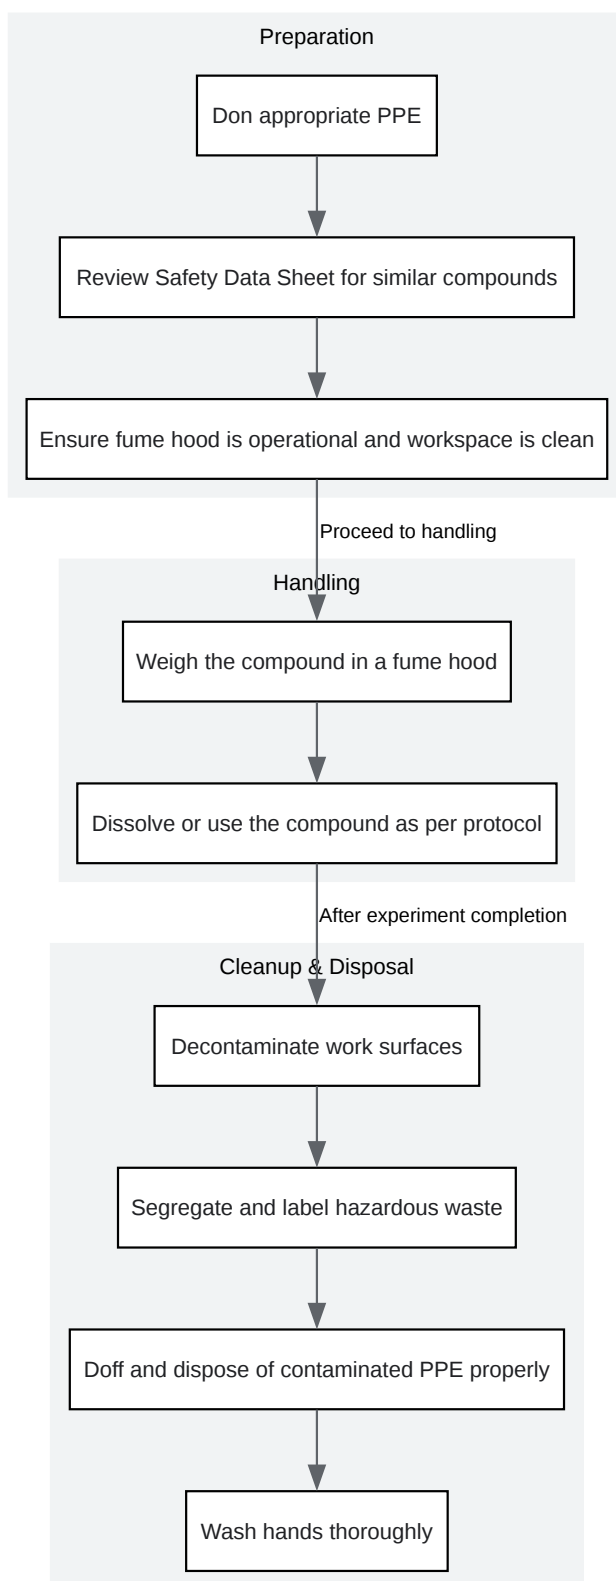 Preparation
Don appropriate PPE
Review Safety Data Sheet for similar compounds
Ensure fume hood is operational and workspace is clean
Proceed to handling
Handling
Weigh the compound in a fume hood
Dissolve or use the compound as per protocol
After experiment completion
Cleanup & Disposal
Decontaminate work surfaces
Segregate and label hazardous waste
Doff and dispose of contaminated PPE properly
Wash hands thoroughly